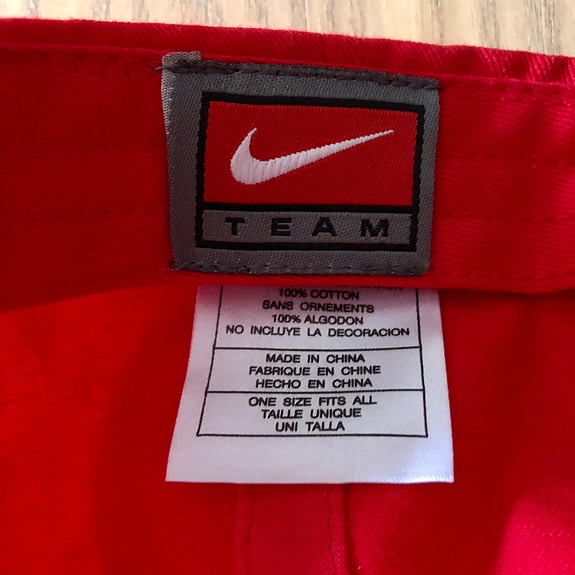 TEAM
100% COTTON
SANS ORNEMENTS
100% ALGODON
NO INCLUYE LA DECORACION
MADE IN CHINA
FABRIQUE EN CHINE
HECHO EN CHINA
ONE SIZE FITS ALL
TAILLE UNIQUE
UNI TALLA